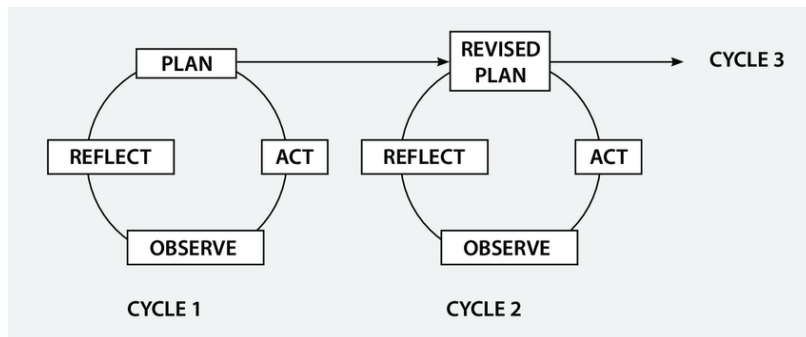 PLAN
REVISED
PLAN
CYCLE 3
REFLECT
ACT
REFLECT
ACT
OBSERVE
OBSERVE
CYCLE 1
CYCLE 2